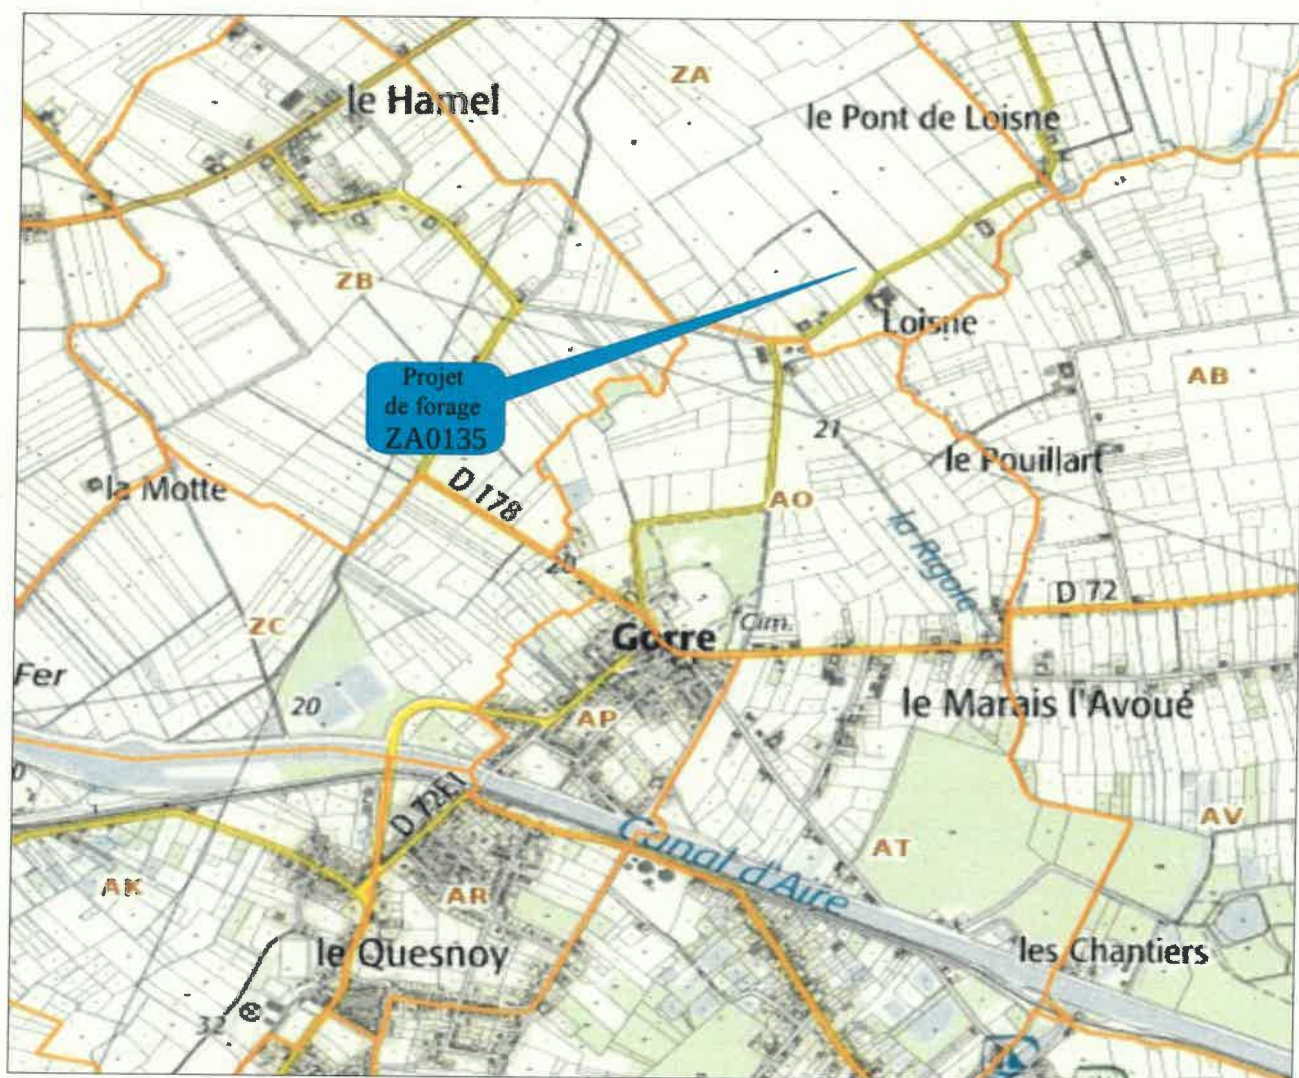 ZA
le Hamel
le Pont de Loisne
ZB
Loisne
Projet
de forage
ZA0135
AB
21
le Pouillart
la Motte
D 178
AO
la Rigole
20
D 72
ZC
Gorre
Cim.
Fer
20
le Marais l'Avoué
AP
D 72E1
Canal d'Aire
AT
AV
AK
AR
le Quesnoy
les Chantiers
32